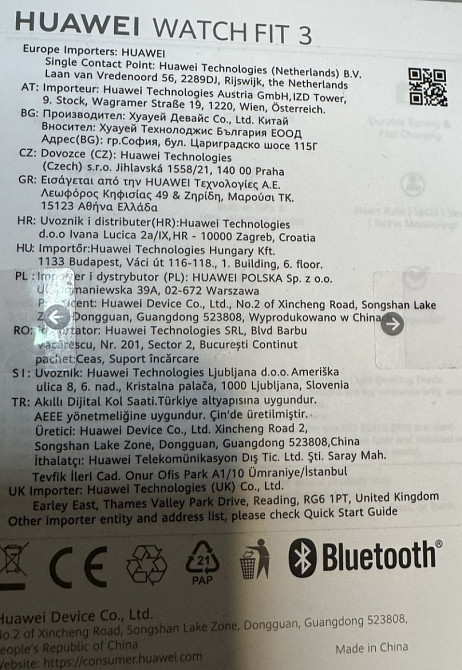 HUAWEI WATCH FIT 3
Europe Importers: HUAWEI
Single Contact Point: Huawei Technologies (Netherlands) B.V.
Laan van Vredenoord 56, 2289DJ, Rijswijk, the Netherlands
AT: Importeur: Huawei Technologies Austria GmbH,IZD Tower,
9. Stock, Wagramer Straße 19, 1220, Wien, Österreich.
BG: Производител: Хуауей Девайс Со., Ltd. Китай
Вносител: Хуауей Технолоджис България ЕООД
Адрес(BG): гр.София, бул. Цариградско шосе 115Г
CZ: Dovozce (CZ): Huawei Technologies
(Czech) s.r.o. Jihlavská 1558/21, 140 00 Praha
GR: Εισάγεται από την HUAWEI Τεχνολογίες Α.Ε.
Λεωφόρος Κηφισίας 49 & Ζηρίδη, Μαρούσι ΤΚ.
15123 Αθήνα Ελλάδα
HR: Uvoznik i distributer(HR):Huawei Technologies
d.o.o Ivana Lucica 2a/IX,HR - 10000 Zagreb, Croatia
HU: Importőr:Huawei Technologies Hungary Kft.
1133 Budapest, Váci út 116-118., 1. Building, 6. floor.
PL: i dystrybutor (PL): HUAWEI POLSKA Sp. z o.o.
39A, 02-672 Warszawa
Huawei Device Co., Ltd., No.2 of Xincheng Road, Songshan Lake
Dongguan, Guangdong 523808, Wyprodukowano w China
RO: Huawei Technologies SRL, Blvd Barbu
Nr. 201, Sector 2, București Continut
pachet:Ceas, Suport încărcare
SI: Uvoznik: Huawei Technologies Ljubljana d.o.o.Ameriška
ulica 8, 6. nad., Kristalna palača, 1000 Ljubljana, Slovenia
TR: Akıllı Dijital Kol Saati.Türkiye altyapısına uygundur.
AEEE yönetmeliğine uygundur. Çin'de üretilmiştir.
Üretici: Huawei Device Co., Ltd. Xincheng Road 2,
Songshan Lake Zone, Dongguan, Guangdong 523808,China
İthalatçı: Huawei Telekomünikasyon Dış Tic. Ltd. Şti. Saray Mah.
Tevfik İleri Cad. Onur Ofis Park A1/10 Ümraniye/İstanbul
UK Importer: Huawei Technologies (UK) Co., Ltd.
Earley East, Thames Valley Park Drive, Reading, RG6 1PT, United Kingdom
Other importer entity and address list, please check Quick Start Guide
CE
21
PAP
Bluetooth®
Huawei Device Co., Ltd.
No.2 of Xincheng Road, Songshan Lake Zone, Dongguan, Guangdong 523808,
People's Republic of China
Website: https://consumer.huawei.com
Made in China